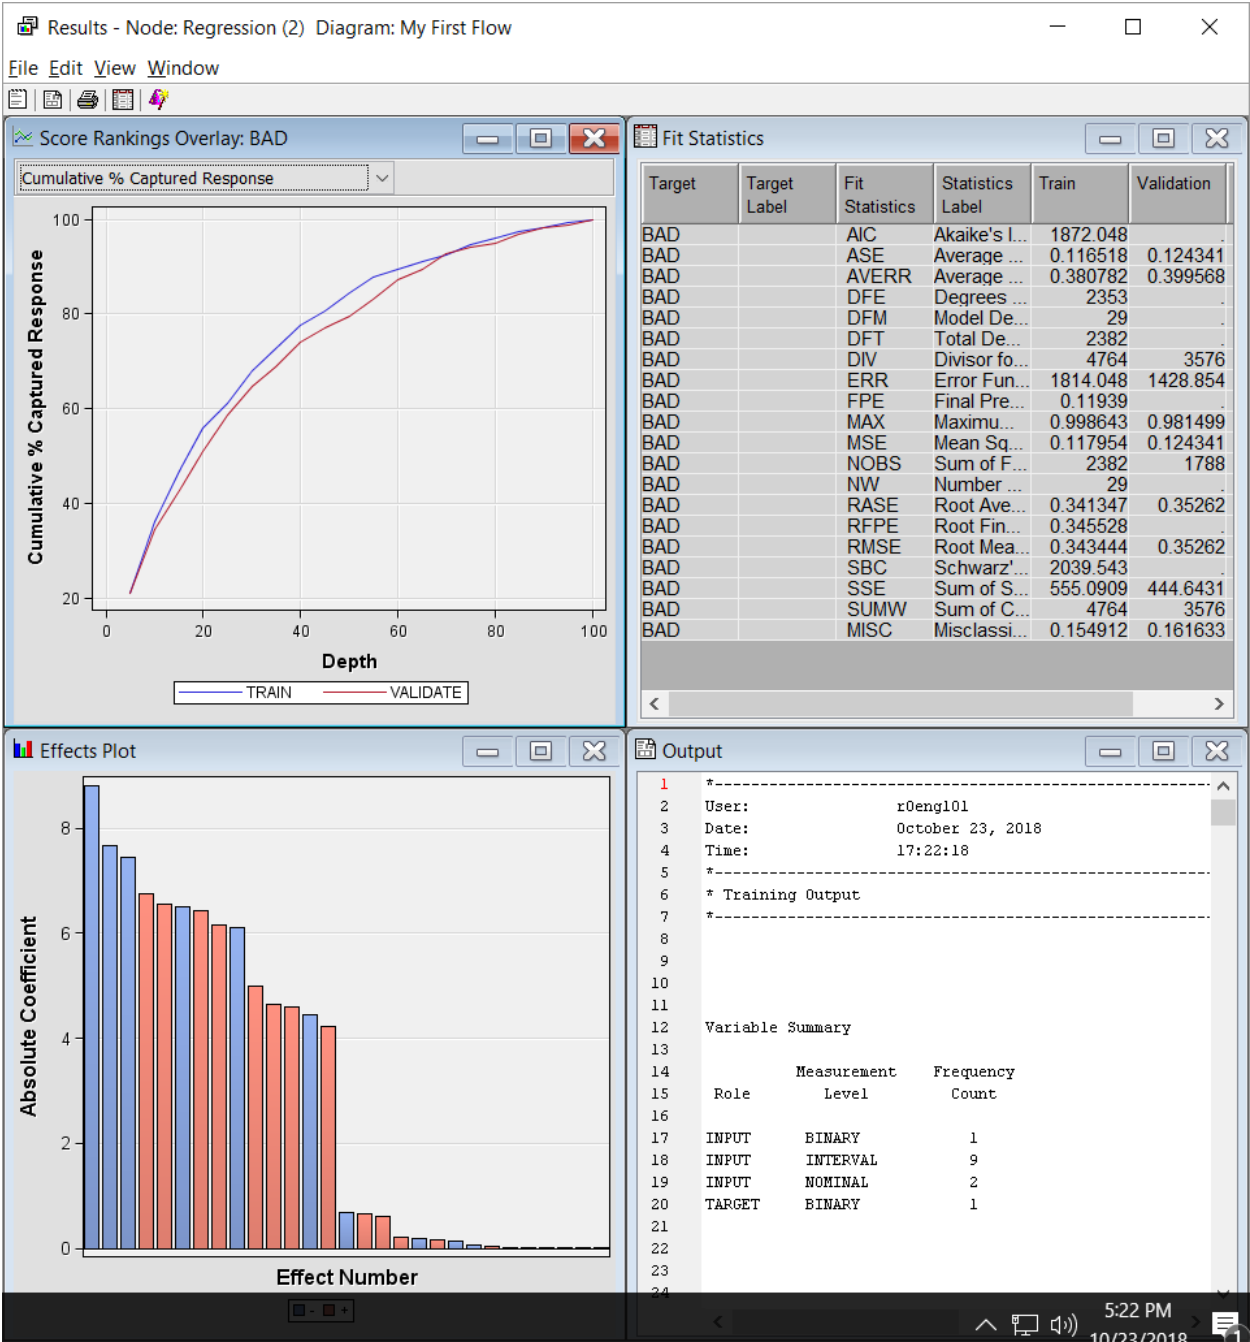 Results - Node: Regression (2)  Diagram: My First Flow
File Edit View Window
Score Rankings Overlay: BAD
Cumulative % Captured Response
100
80
60
40
20
Cumulative % Captured Response
0 20 40 60 80 100
Depth
TRAIN VALIDATE
Fit Statistics
Target Target Label Fit Statistics Statistics Label Train Validation
BAD AIC Akaike's I... 1872.048 .
BAD ASE Average ... 0.116518 0.124341
BAD AVERR Average ... 0.380782 0.399568
BAD DFE Degrees ... 2353 .
BAD DFM Model De... 29 .
BAD DFT Total De... 2382 .
BAD DIV Divisor fo... 4764 3576
BAD ERR Error Fun... 1814.048 1428.854
BAD FPE Final Pre... 0.11939 .
BAD MAX Maximu... 0.998643 0.981499
BAD MSE Mean Sq... 0.117954 0.124341
BAD NOBS Sum of F... 2382 1788
BAD NW Number ... 29 .
BAD RASE Root Ave... 0.341347 0.35262
BAD RFPE Root Fin... 0.345528 .
BAD RMSE Root Mea... 0.343444 0.35262
BAD SBC Schwarz'... 2039.543 .
BAD SSE Sum of S... 555.0909 444.6431
BAD SUMW Sum of C... 4764 3576
BAD MISC Misclassi... 0.154912 0.161633
Effects Plot
8
6
4
2
0
Absolute Coefficient
Effect Number
- +
Output
1 *------------------------------------------------------------
2 User: r0eng101
3 Date: October 23, 2018
4 Time: 17:22:18
5 *------------------------------------------------------------
6 * Training Output
7 *------------------------------------------------------------
8
9
10
11
12 Variable Summary
13
14 Measurement Frequency
15 Role Level Count
16
17 INPUT BINARY 1
18 INPUT INTERVAL 9
19 INPUT NOMINAL 2
20 TARGET BINARY 1
21
22
23
24
5:22 PM
10/23/2018